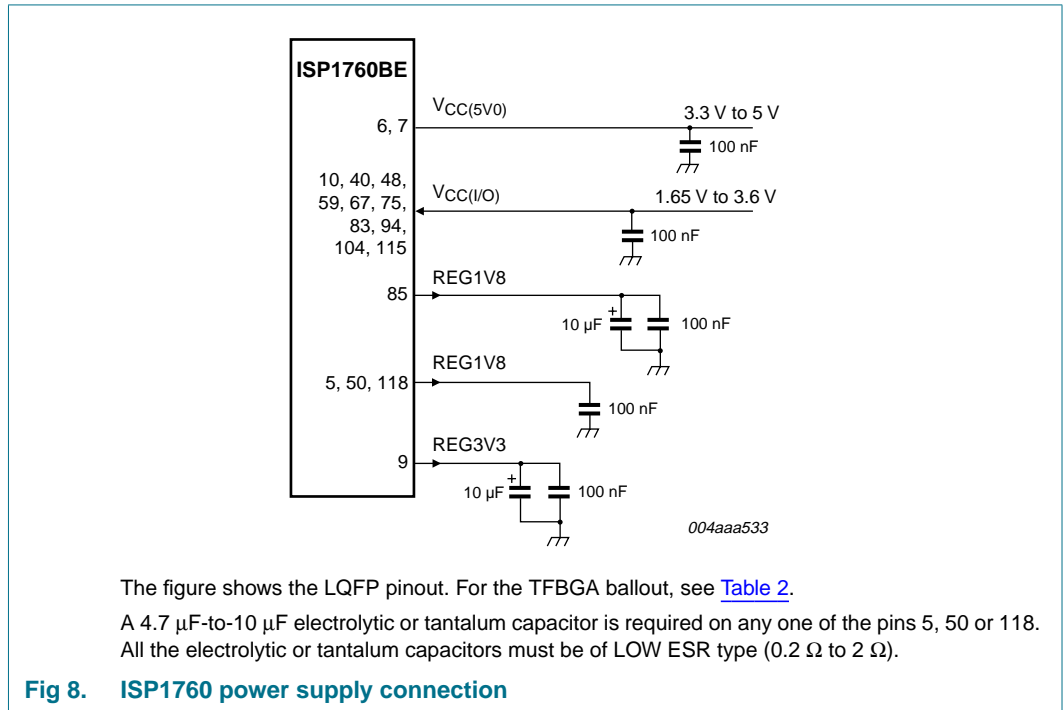 ISP1760BE
VCC(5V0)
3.3 V to 5 V
6, 7
100 nF
10, 40, 48,
59, 67, 75,
83, 94,
104, 115
VCC(I/O)
1.65 V to 3.6 V
100 nF
REG1V8
85
10 µF
+
100 nF
REG1V8
5, 50, 118
100 nF
REG3V3
9
10 µF
+
100 nF
004aaa533
The figure shows the LQFP pinout. For the TFBGA ballout, see Table 2.
A 4.7 µF-to-10 µF electrolytic or tantalum capacitor is required on any one of the pins 5, 50 or 118.
All the electrolytic or tantalum capacitors must be of LOW ESR type (0.2 Ω to 2 Ω).
Fig 8. ISP1760 power supply connection